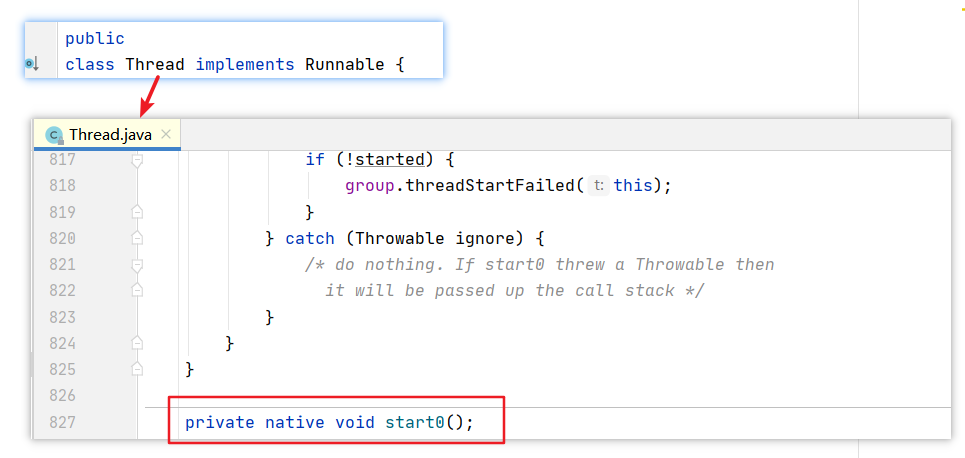 public
class Thread implements Runnable {
Thread.java
817 if (!started) {
818 group.threadStartFailed( t: this);
819 }
820 } catch (Throwable ignore) {
821 /* do nothing. If start0 threw a Throwable then
822 it will be passed up the call stack */
823 }
824 }
825 }
826
827 private native void start0();